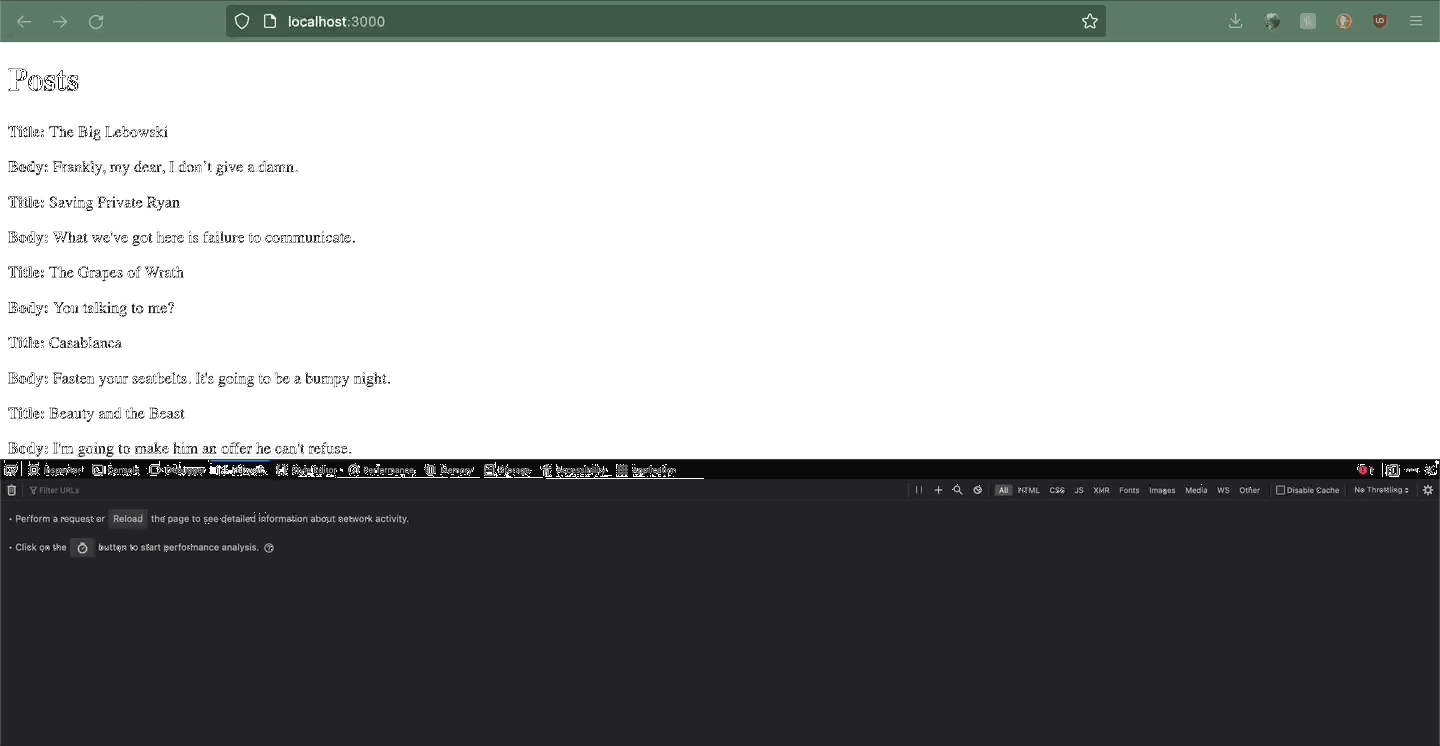 localhost:3000
Posts
Title: The Big Lebowski
Body: Frankly, my dear, I don't give a damn.
Title: Saving Private Ryan
Body: What we've got here is failure to communicate.
Title: The Grapes of Wrath
Body: You talking to me?
Title: Casablanca
Body: Fasten your seatbelts. It's going to be a bumpy night.
Title: Beauty and the Beast
Body: I'm going to make him an offer he can't refuse.
Inspector Console Debugger Network Performance Memory Storage Accessibility Application
Filter URLs All HTML CSS JS XHR Fonts Images Media WS Other Disable Cache No Throttling
• Perform a request or Reload the page to see detailed information about network activity.
• Click on the button to start performance analysis.